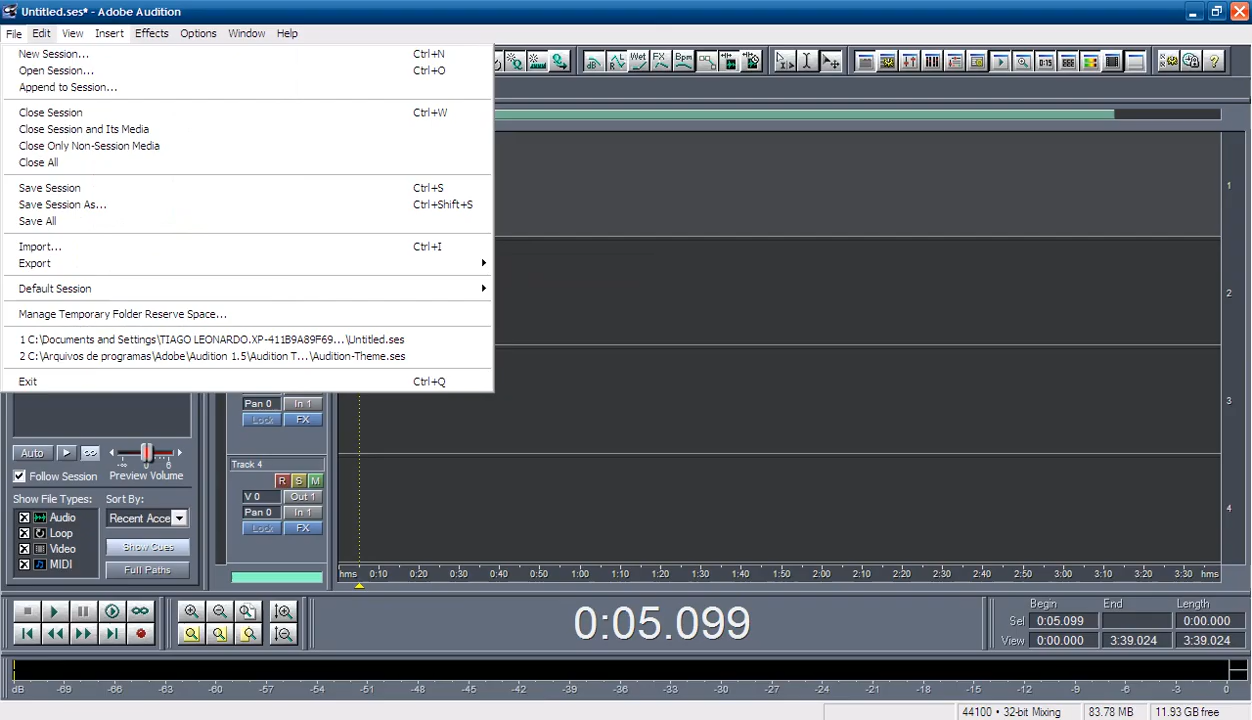 Untitled.ses* - Adobe Audition
File Edit View Insert Effects Options Window Help
New Session... Ctrl+N
Open Session... Ctrl+O
Append to Session...
Close Session Ctrl+W
Close Session and Its Media
Close Only Non-Session Media
Close All
Save Session Ctrl+S
Save Session As... Ctrl+Shift+S
Save All
Import... Ctrl+I
Export
Default Session
Manage Temporary Folder Reserve Space...
1 C:\Documents and Settings\TIAGO LEONARDO.XP-411B9A89F69...\Untitled.ses
2 C:\Arquivos de programas\Adobe\Audition 1.5\Audition T...\Audition-Theme.ses
Exit Ctrl+Q
dB Wet FX Bpm 0:15
1
2
3
4
Pan 0 In 1
Lock FX
Track 4
R S M
V 0 Out 1
Pan 0 In 1
Lock FX
Auto
-∞ 0 6
Follow Session Preview Volume
Show File Types: Sort By:
Audio Recent Acce
Loop
Video Show Cues
MIDI Full Paths
hms 0:10 0:20 0:30 0:40 0:50 1:00 1:10 1:20 1:30 1:40 1:50 2:00 2:10 2:20 2:30 2:40 2:50 3:00 3:10 3:20 3:30 hms
0:05.099
Begin End Length
Sel 0:05.099 0:00.000
View 0:00.000 3:39.024 3:39.024
dB -69 -66 -63 -60 -57 -54 -51 -48 -45 -42 -39 -36 -33 -30 -27 -24 -21 -18 -15 -12 -9 -6 -3 0
44100 • 32-bit Mixing 83.78 MB 11.93 GB free